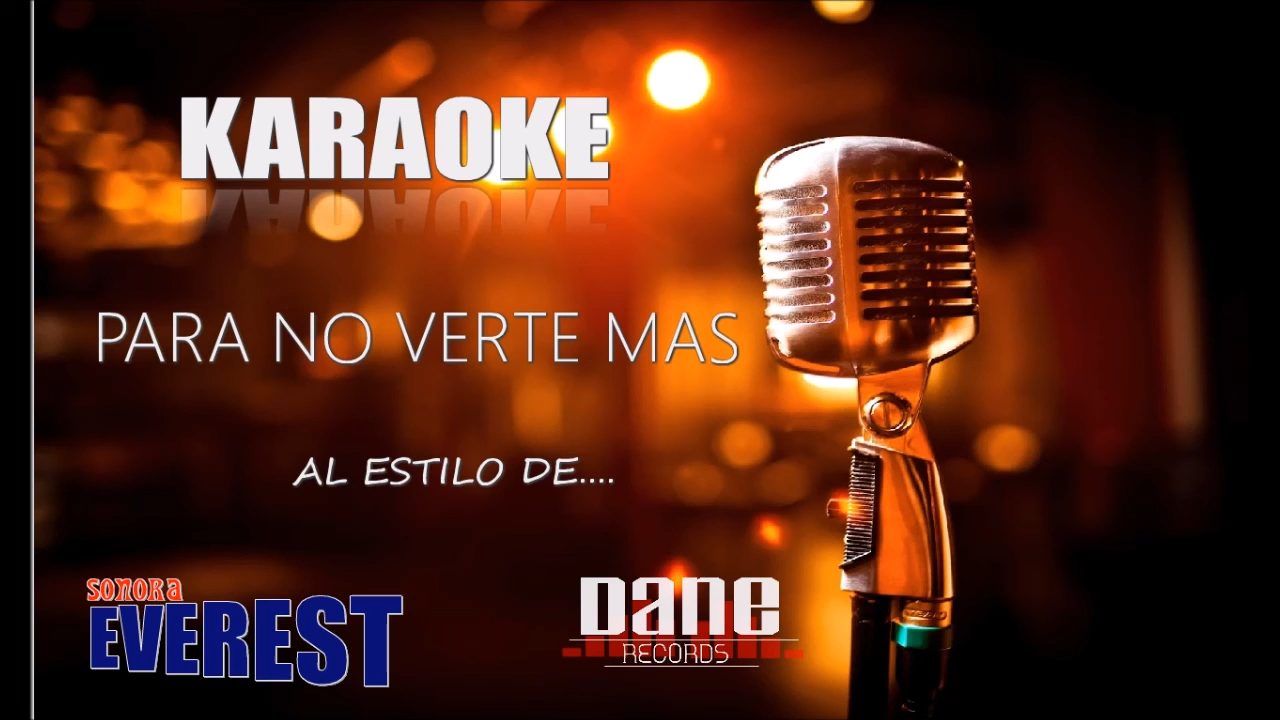 KARAOKE
PARA NO VERTE MAS
AL ESTILO DE....
SONORA
EVEREST
DANE
RECORDS